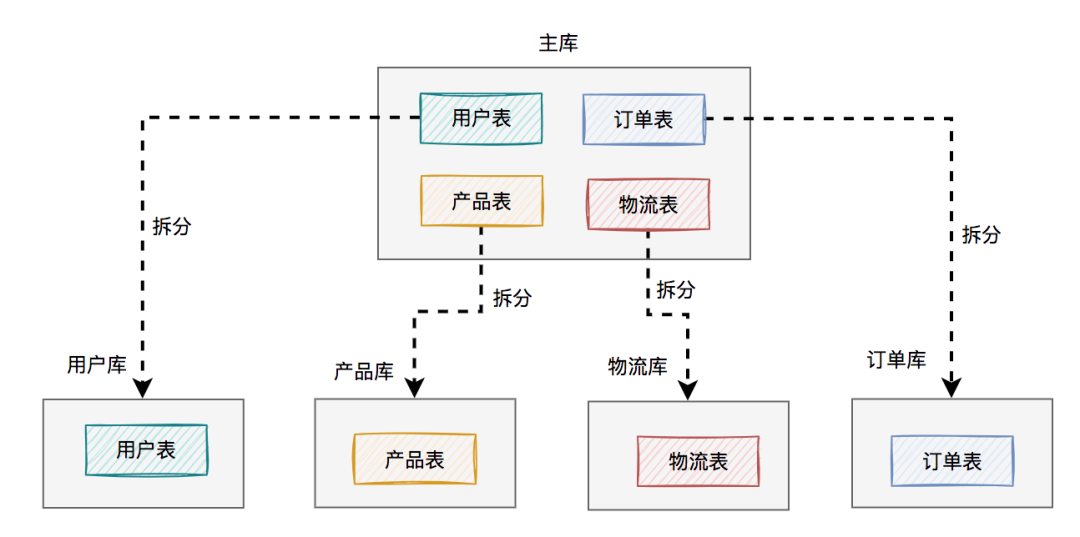 主库
用户表
订单表
产品表
物流表
拆分
拆分
拆分
拆分
用户库
产品库
物流库
订单库
用户表
产品表
物流表
订单表